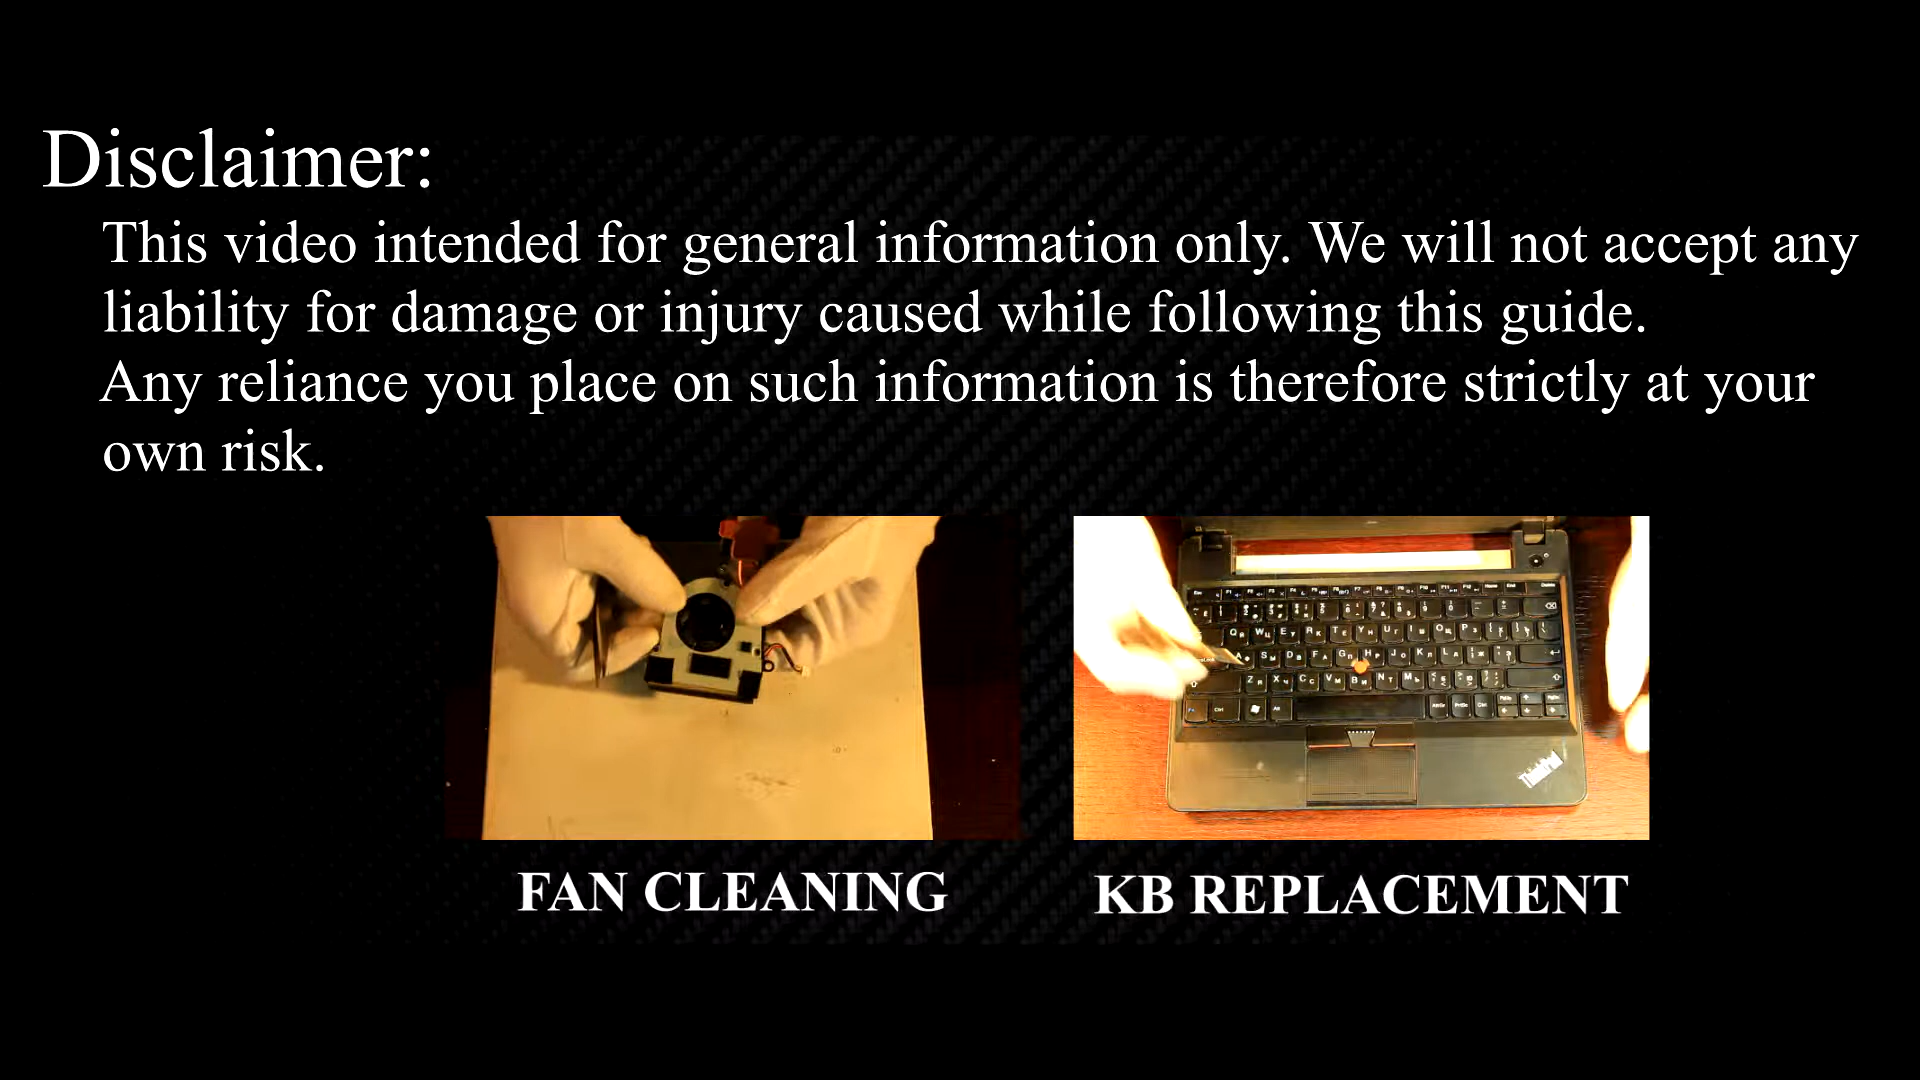 Disclaimer:
This video intended for general information only. We will not accept any
liability for damage or injury caused while following this guide.
Any reliance you place on such information is therefore strictly at your
own risk.
ThinkPad
FAN CLEANING
KB REPLACEMENT